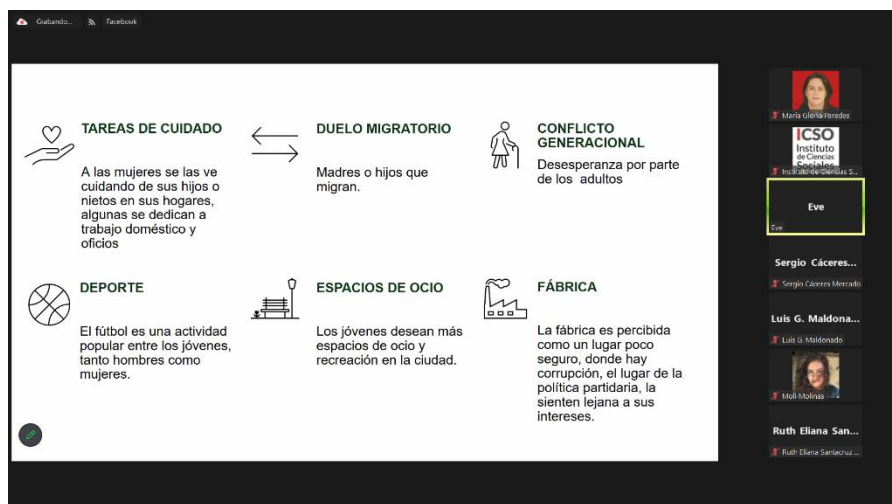 Grabando...
Facebook
TAREAS DE CUIDADO
A las mujeres se las ve
cuidando de sus hijos o
nietos en sus hogares,
algunas se dedican a
trabajo doméstico y
oficios
DUELO MIGRATORIO
Madres o hijos que
migran.
CONFLICTO
GENERACIONAL
Desesperanza por parte
de los adultos
DEPORTE
El fútbol es una actividad
popular entre los jóvenes,
tanto hombres como
mujeres.
ESPACIOS DE OCIO
Los jóvenes desean más
espacios de ocio y
recreación en la ciudad.
FÁBRICA
La fábrica es percibida
como un lugar poco
seguro, donde hay
corrupción, el lugar de la
política partidaria, la
sienten lejana a sus
intereses.
María Gloria Paredes
ICSO
Instituto
de Ciencias
Sociales
Instituto de Ciencias S...
Eve
Eve
Sergio Cáceres...
Sergio Cáceres Mercado
Luis G. Maldona...
Luis G. Maldonado
Moli Molinas
Ruth Eliana San...
Ruth Eliana Santacruz...